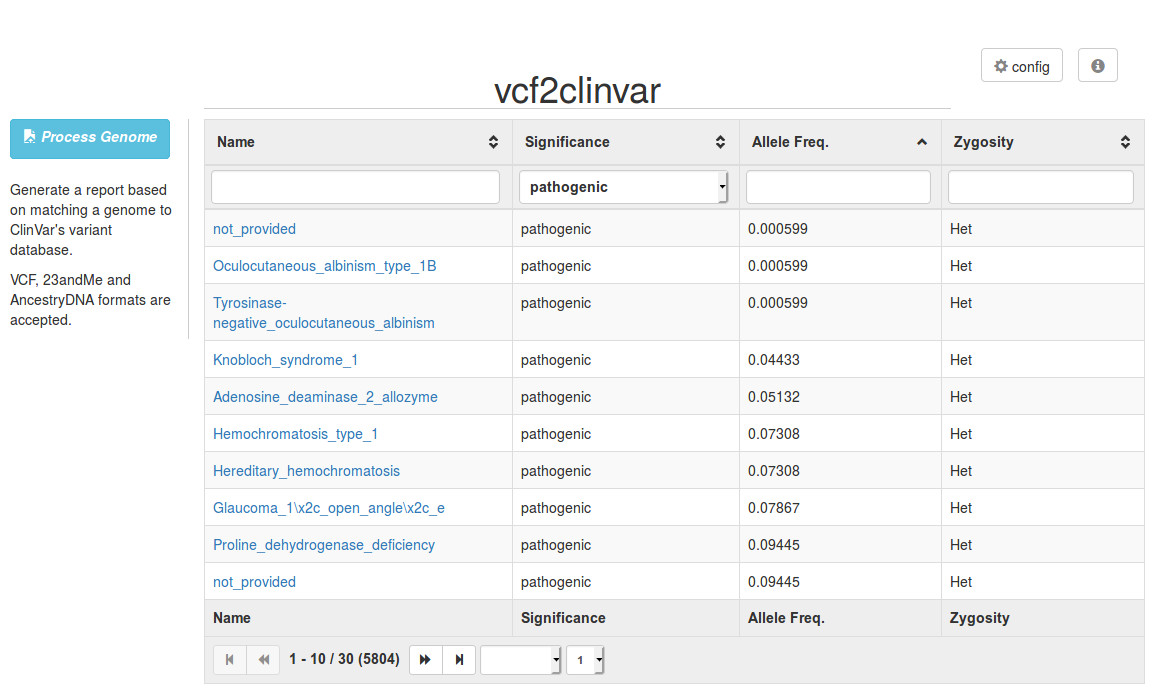 config
vcf2clinvar
Process Genome
Generate a report based
on matching a genome to
ClinVar's variant
database.
VCF, 23andMe and
AncestryDNA formats are
accepted.
Name Significance Allele Freq. Zygosity
pathogenic
not_provided pathogenic 0.000599 Het
Oculocutaneous_albinism_type_1B pathogenic 0.000599 Het
Tyrosinase- pathogenic 0.000599 Het
negative_oculocutaneous_albinism
Knobloch_syndrome_1 pathogenic 0.04433 Het
Adenosine_deaminase_2_allozyme pathogenic 0.05132 Het
Hemochromatosis_type_1 pathogenic 0.07308 Het
Hereditary_hemochromatosis pathogenic 0.07308 Het
Glaucoma_1\x2c_open_angle\x2c_e pathogenic 0.07867 Het
Proline_dehydrogenase_deficiency pathogenic 0.09445 Het
not_provided pathogenic 0.09445 Het
Name Significance Allele Freq. Zygosity
1 - 10 / 30 (5804) 1